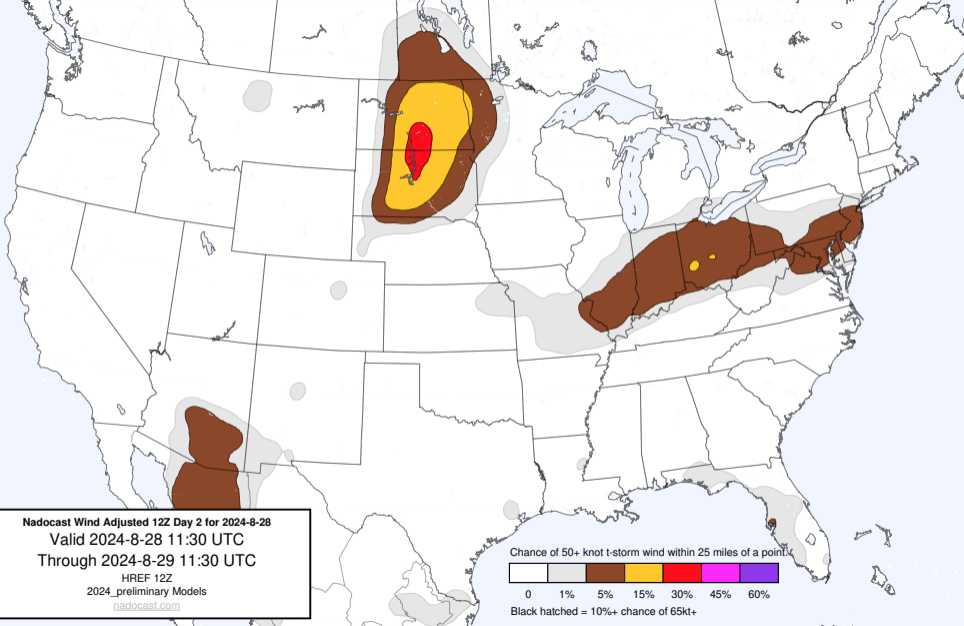 Nadocast Wind Adjusted 12Z Day 2 for 2024-8-28
Valid 2024-8-28 11:30 UTC
Through 2024-8-29 11:30 UTC
HREF 12Z
2024_preliminary Models
nadocast.com
Chance of 50+ knot t-storm wind within 25 miles of a point.
0 1% 5% 15% 30% 45% 60%
Black hatched = 10%+ chance of 65kt+